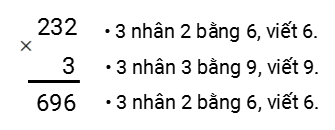 232 • 3 nhân 2 bằng 6, viết 6.
× 3 • 3 nhân 3 bằng 9, viết 9.
696 • 3 nhân 2 bằng 6, viết 6.